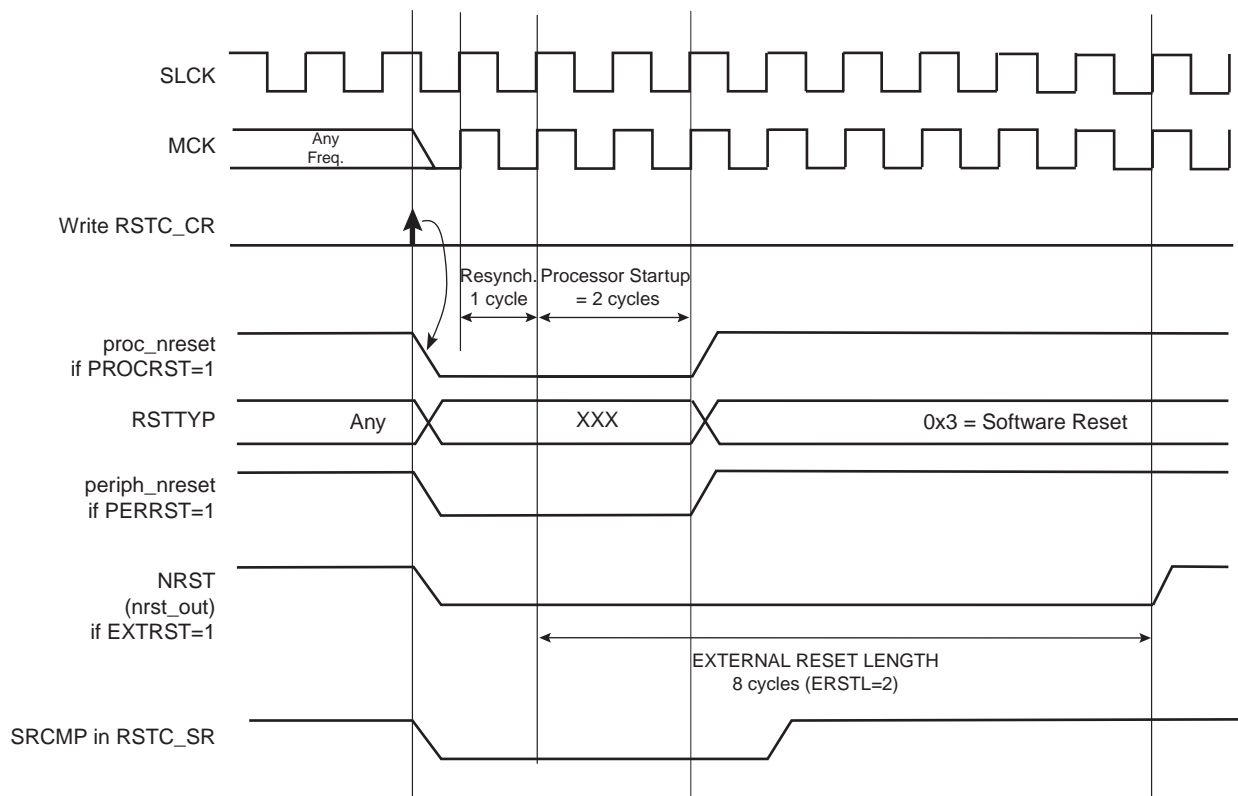 SLCK
MCK
Any
Freq.
Write RSTC_CR
Resynch.
1 cycle
Processor Startup
= 2 cycles
proc_nreset
if PROCRST=1
RSTTYP
Any
XXX
0x3 = Software Reset
periph_nreset
if PERRST=1
NRST
(nrst_out)
if EXTRST=1
EXTERNAL RESET LENGTH
8 cycles (ERSTL=2)
SRCMP in RSTC_SR